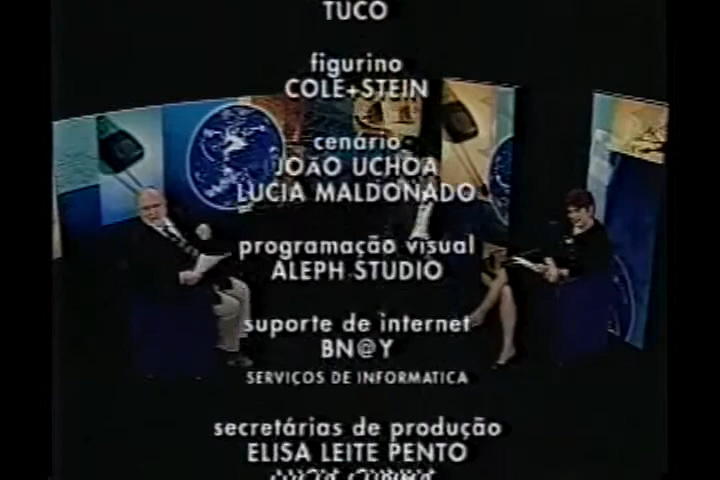 TUCO
figurino
COLE+STEIN
cenário
JOÃO UCHOA
LUCIA MALDONADO
programação visual
ALEPH STUDIO
suporte de internet
BN@Y
SERVIÇOS DE INFORMATICA
secretárias de produção
ELISA LEITE PENTO